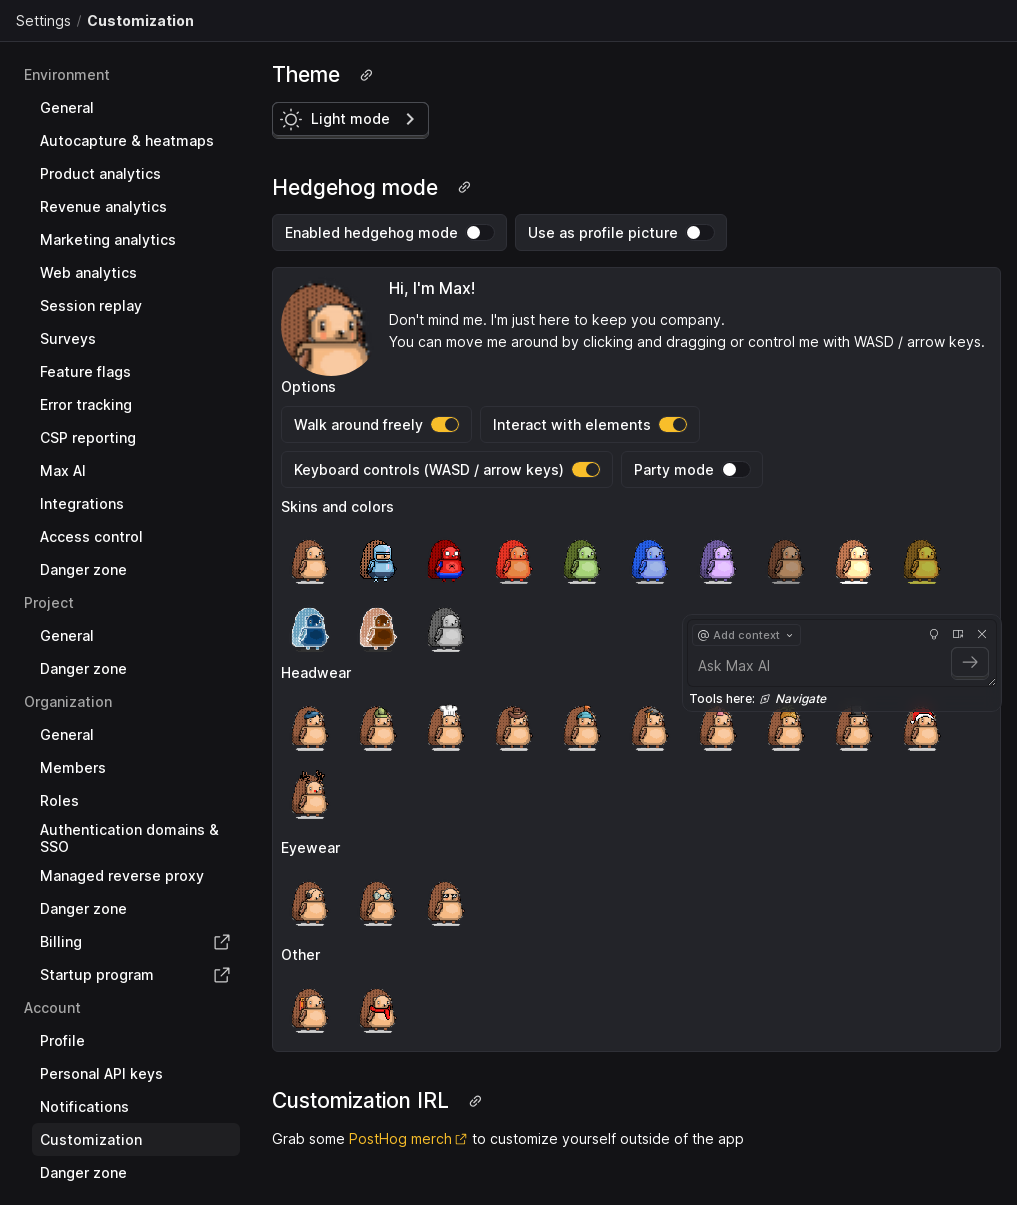 Settings / Customization
Environment
General
Autocapture & heatmaps
Product analytics
Revenue analytics
Marketing analytics
Web analytics
Session replay
Surveys
Feature flags
Error tracking
CSP reporting
Max AI
Integrations
Access control
Danger zone
Project
General
Danger zone
Organization
General
Members
Roles
Authentication domains &
SSO
Managed reverse proxy
Danger zone
Billing
Startup program
Account
Profile
Personal API keys
Notifications
Customization
Danger zone
Theme
Light mode
Hedgehog mode
Enabled hedgehog mode
Use as profile picture
Hi, I'm Max!
Don't mind me. I'm just here to keep you company.
You can move me around by clicking and dragging or control me with WASD / arrow keys.
Options
Walk around freely
Interact with elements
Keyboard controls (WASD / arrow keys)
Party mode
Skins and colors
Headwear
@ Add context
Ask Max AI
Tools here: Navigate
Eyewear
Other
Customization IRL
Grab some PostHog merch to customize yourself outside of the app